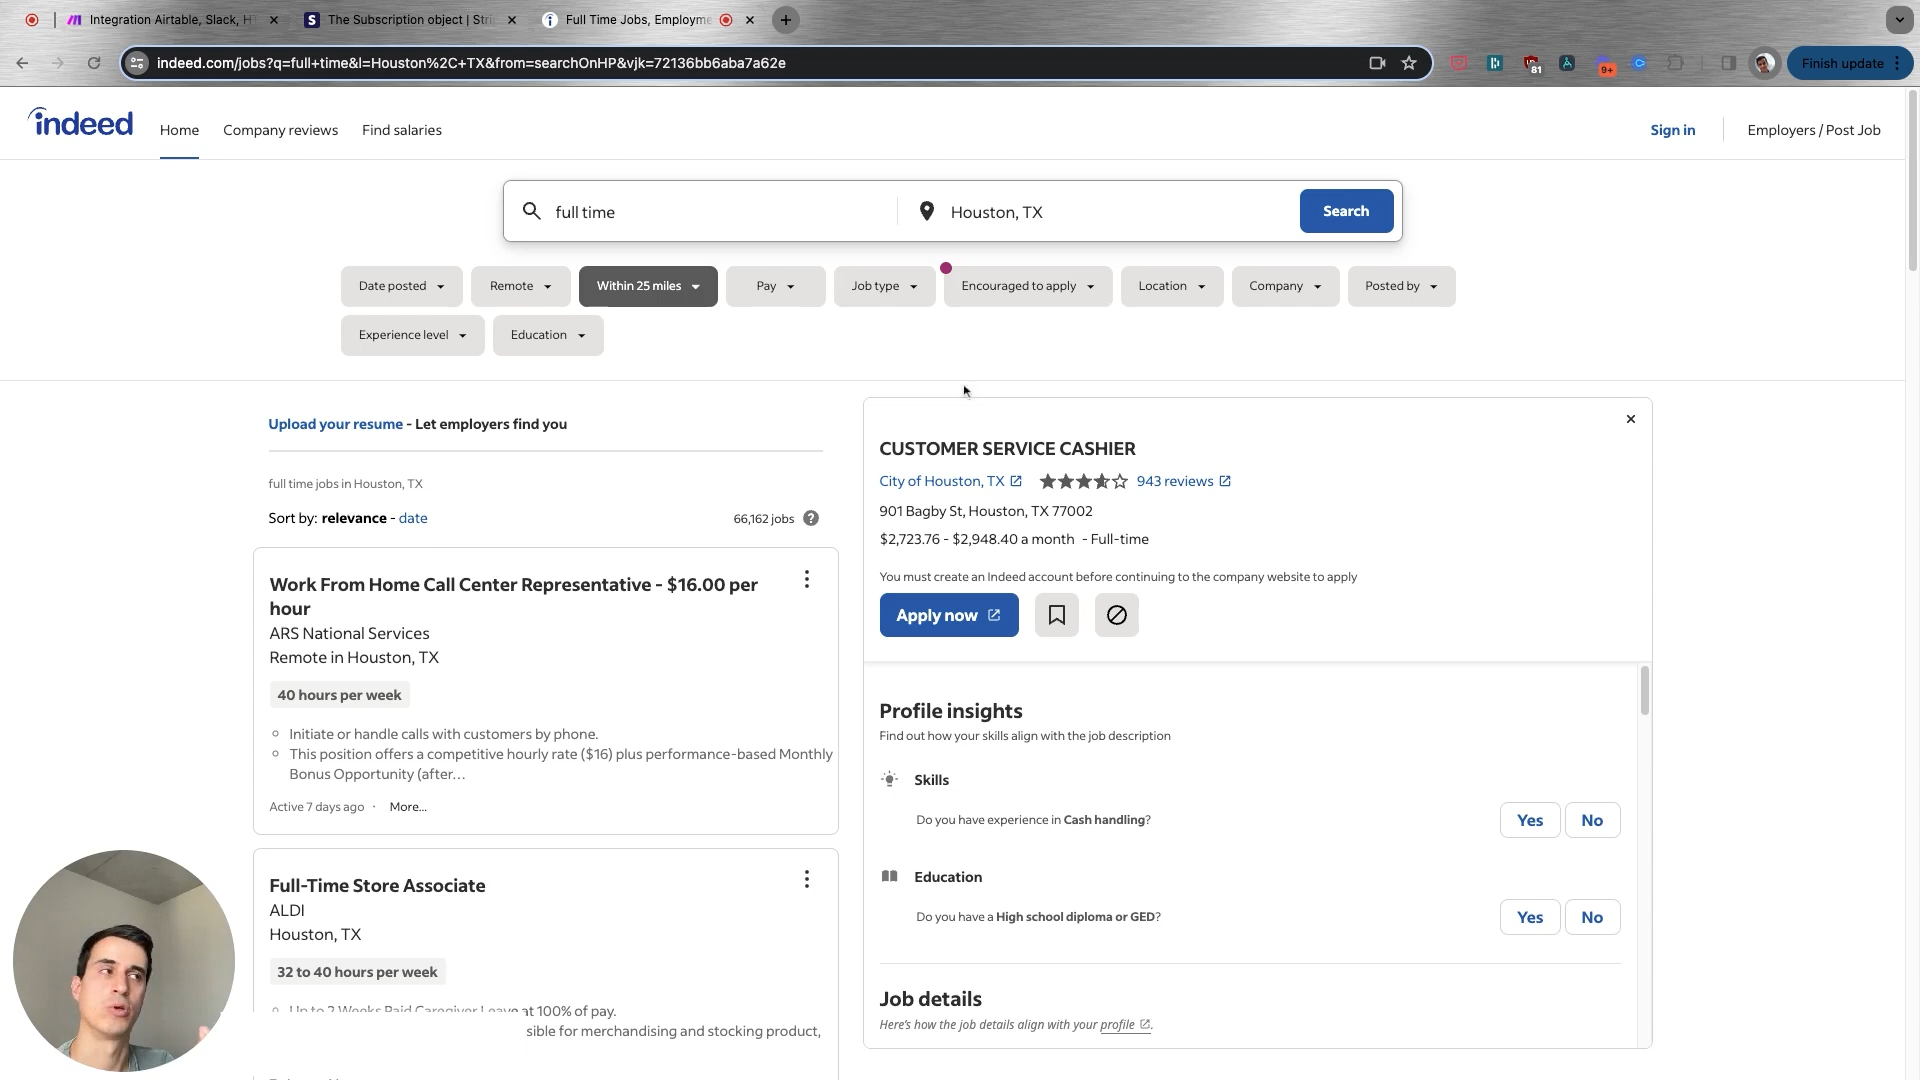 Integration Airtable, Slack, H
The Subscription object | Stri
Full Time Jobs, Employme
indeed.com/jobs?q=full+time&l=Houston%2C+TX&from=searchOnHP&vjk=72136bb6aba7a62e
81
9+
Finish update
indeed
Home
Company reviews
Find salaries
Sign in
Employers / Post Job
full time
Houston, TX
Search
Date posted
Remote
Within 25 miles
Pay
Job type
Encouraged to apply
Location
Company
Posted by
Experience level
Education
Upload your resume - Let employers find you
full time jobs in Houston, TX
Sort by: relevance - date
66,162 jobs
Work From Home Call Center Representative - $16.00 per
hour
ARS National Services
Remote in Houston, TX
40 hours per week
Initiate or handle calls with customers by phone.
This position offers a competitive hourly rate ($16) plus performance-based Monthly
Bonus Opportunity (after…
Active 7 days ago · More...
Full-Time Store Associate
ALDI
Houston, TX
32 to 40 hours per week
Up to 2 Weeks Paid Caregiver Leave at 100% of pay.
sible for merchandising and stocking product,
CUSTOMER SERVICE CASHIER
City of Houston, TX
943 reviews
901 Bagby St, Houston, TX 77002
$2,723.76 - $2,948.40 a month - Full-time
You must create an Indeed account before continuing to the company website to apply
Apply now
Profile insights
Find out how your skills align with the job description
Skills
Do you have experience in Cash handling?
Yes
No
Education
Do you have a High school diploma or GED?
Yes
No
Job details
Here's how the job details align with your profile.